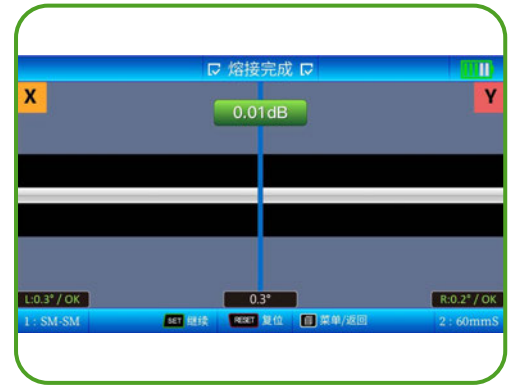 熔接完成
X
Y
0.01dB
L:0.3° / OK
0.3°
R:0.2° / OK
1 : SM-SM
SET 继续
RESET 复位
菜单/返回
2 : 60mmS